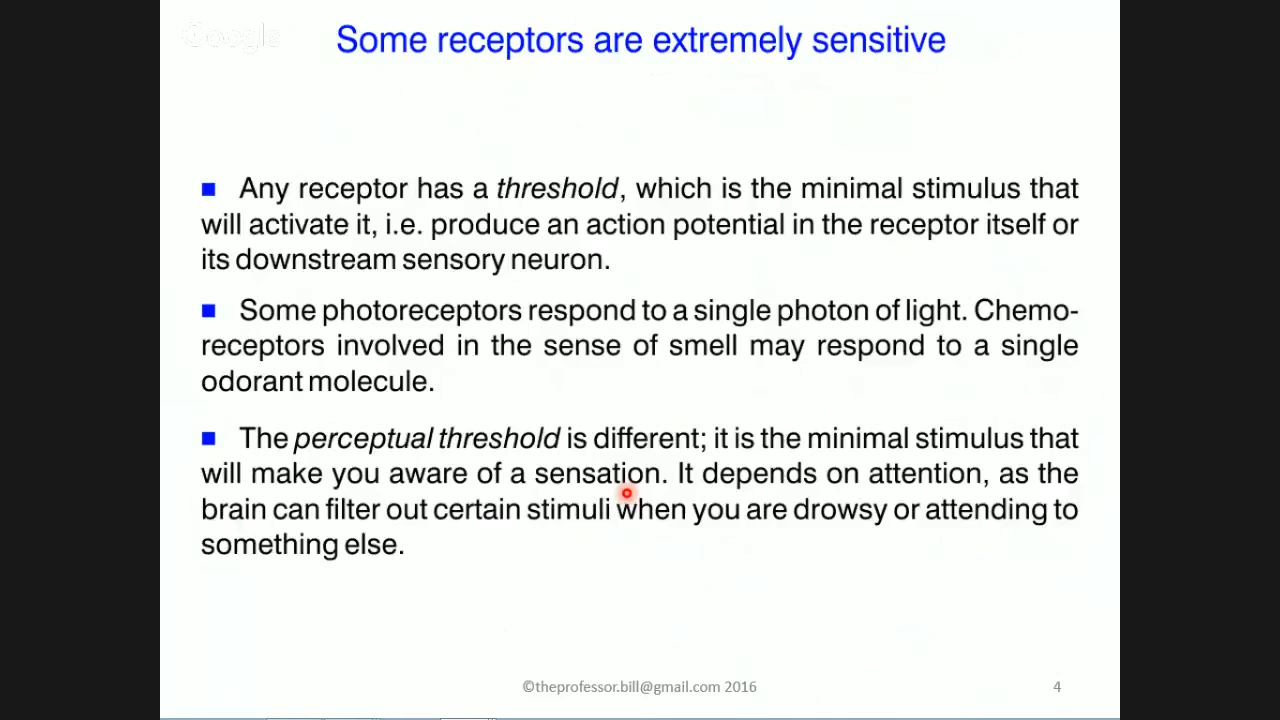 Google
Some receptors are extremely sensitive
■ Any receptor has a threshold, which is the minimal stimulus that
will activate it, i.e. produce an action potential in the receptor itself or
its downstream sensory neuron.
■ Some photoreceptors respond to a single photon of light. Chemo-
receptors involved in the sense of smell may respond to a single
odorant molecule.
■ The perceptual threshold is different; it is the minimal stimulus that
will make you aware of a sensation. It depends on attention, as the
brain can filter out certain stimuli when you are drowsy or attending to
something else.
©theprofessor.bill@gmail.com 2016
4